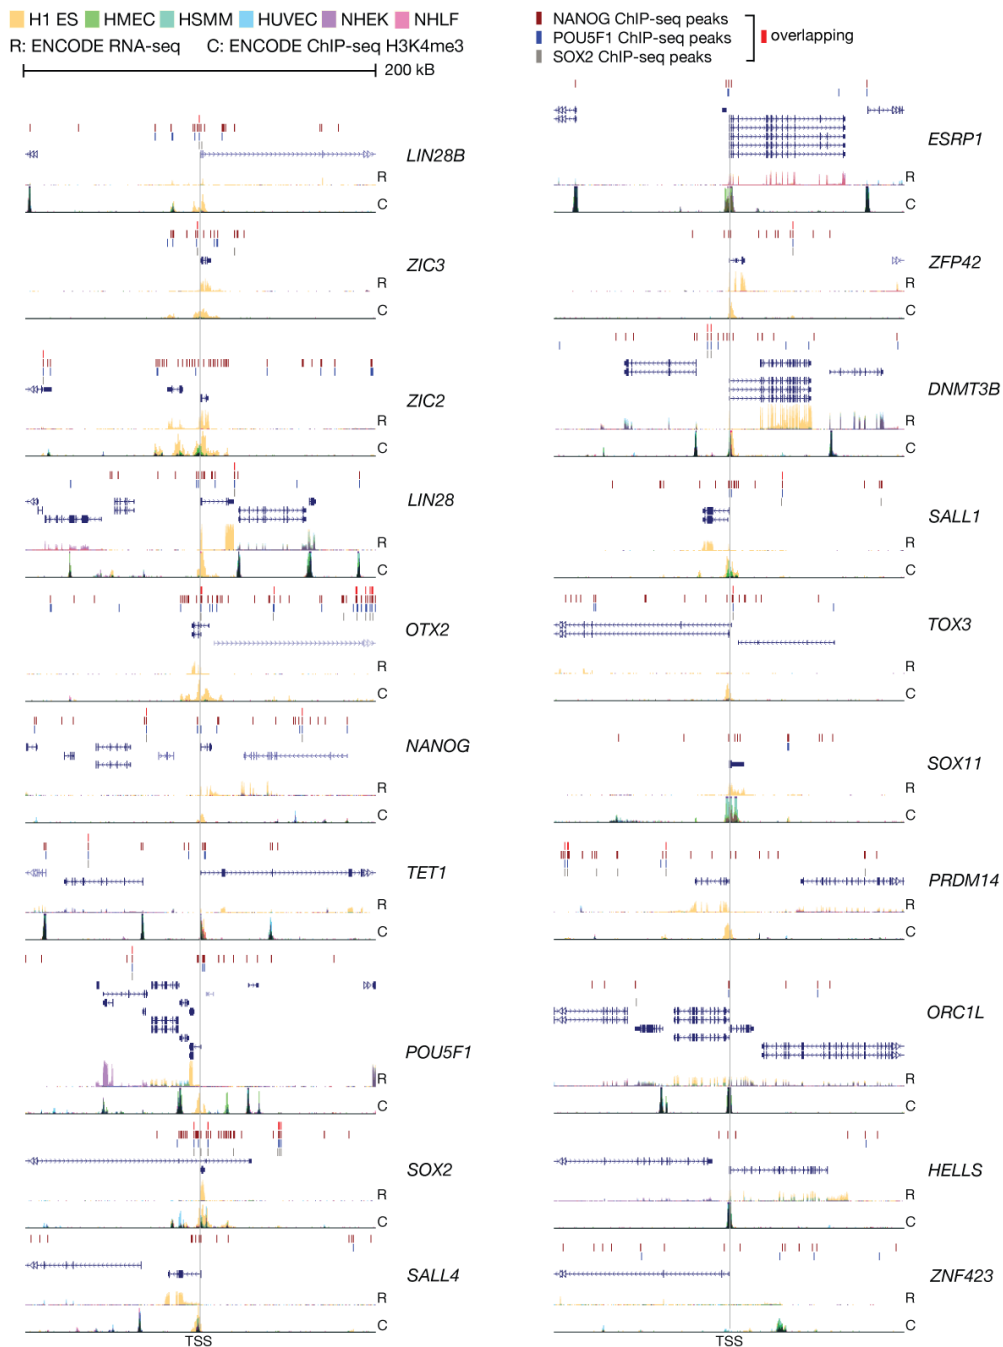 H1 ES HMEC HSMM HUVEC NHEK NHLF
R: ENCODE RNA-seq C: ENCODE ChIP-seq H3K4me3
200 kB
LIN28B
R
C
ZIC3
R
C
ZIC2
R
C
LIN28
R
C
OTX2
R
C
NANOG
R
C
TET1
R
C
POU5F1
R
C
SOX2
R
C
SALL4
R
C
TSS
NANOG ChIP-seq peaks
POU5F1 ChIP-seq peaks
SOX2 ChIP-seq peaks
overlapping
ESRP1
R
C
ZFP42
R
C
DNMT3B
R
C
SALL1
R
C
TOX3
R
C
SOX11
R
C
PRDM14
R
C
ORC1L
R
C
HELLS
R
C
ZNF423
R
C
TSS